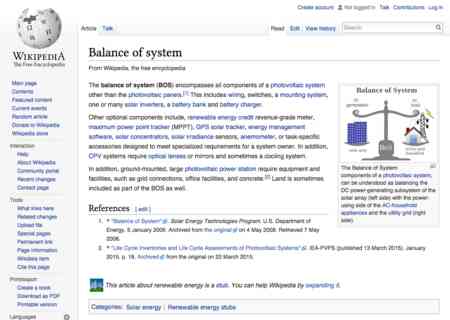 Create account Not logged in Talk Contributions Log in
Article Talk Read Edit View history Search
WIKIPEDIA
The Free Encyclopedia
Main page
Contents
Featured content
Current events
Random article
Donate to Wikipedia
Wikipedia store
Interaction
Help
About Wikipedia
Community portal
Recent changes
Contact page
Tools
What links here
Related changes
Upload file
Special pages
Permanent link
Page information
Wikidata item
Cite this page
Print/export
Create a book
Download as PDF
Printable version
Languages
Balance of system
From Wikipedia, the free encyclopedia
The balance of system (BOS) encompasses all components of a photovoltaic system
other than the photovoltaic panels.[1] This includes wiring, switches, a mounting system,
one or many solar inverters, a battery bank and battery charger.
Other optional components include, renewable energy credit revenue-grade meter,
maximum power point tracker (MPPT), GPS solar tracker, energy management
software, solar concentrators, solar irradiance sensors, anemometer, or task-specific
accessories designed to meet specialized requirements for a system owner. In addition,
CPV systems require optical lenses or mirrors and sometimes a cooling system.
In addition, ground-mounted, large photovoltaic power station require equipment and
facilities, such as grid connections, office facilities, and concrete.[2] Land is sometimes
included as part of the BOS as well.
Balance of System
BoS
The Balance Of System
components of a photovoltaic system,
can be understood as balancing the
DC power-generating subsystem of the
solar array (left side) with the power-
using side of the AC-household
appliances and the utility grid (right
side)
References [edit]
1. ^ "Balance of System". Solar Energy Technologies Program. U.S. Department of
Energy. 5 January 2006. Archived from the original on 4 May 2008. Retrieved 7 May
2008.
2. ^ "Life Cycle Inventories and Life Cycle Assessments of Photovoltaic Systems". IEA-PVPS (published 13 March 2015). January
2015. p. 18. Archived from the original on 22 March 2015.
This article about renewable energy is a stub. You can help Wikipedia by expanding it.
Categories: Solar energy | Renewable energy stubs